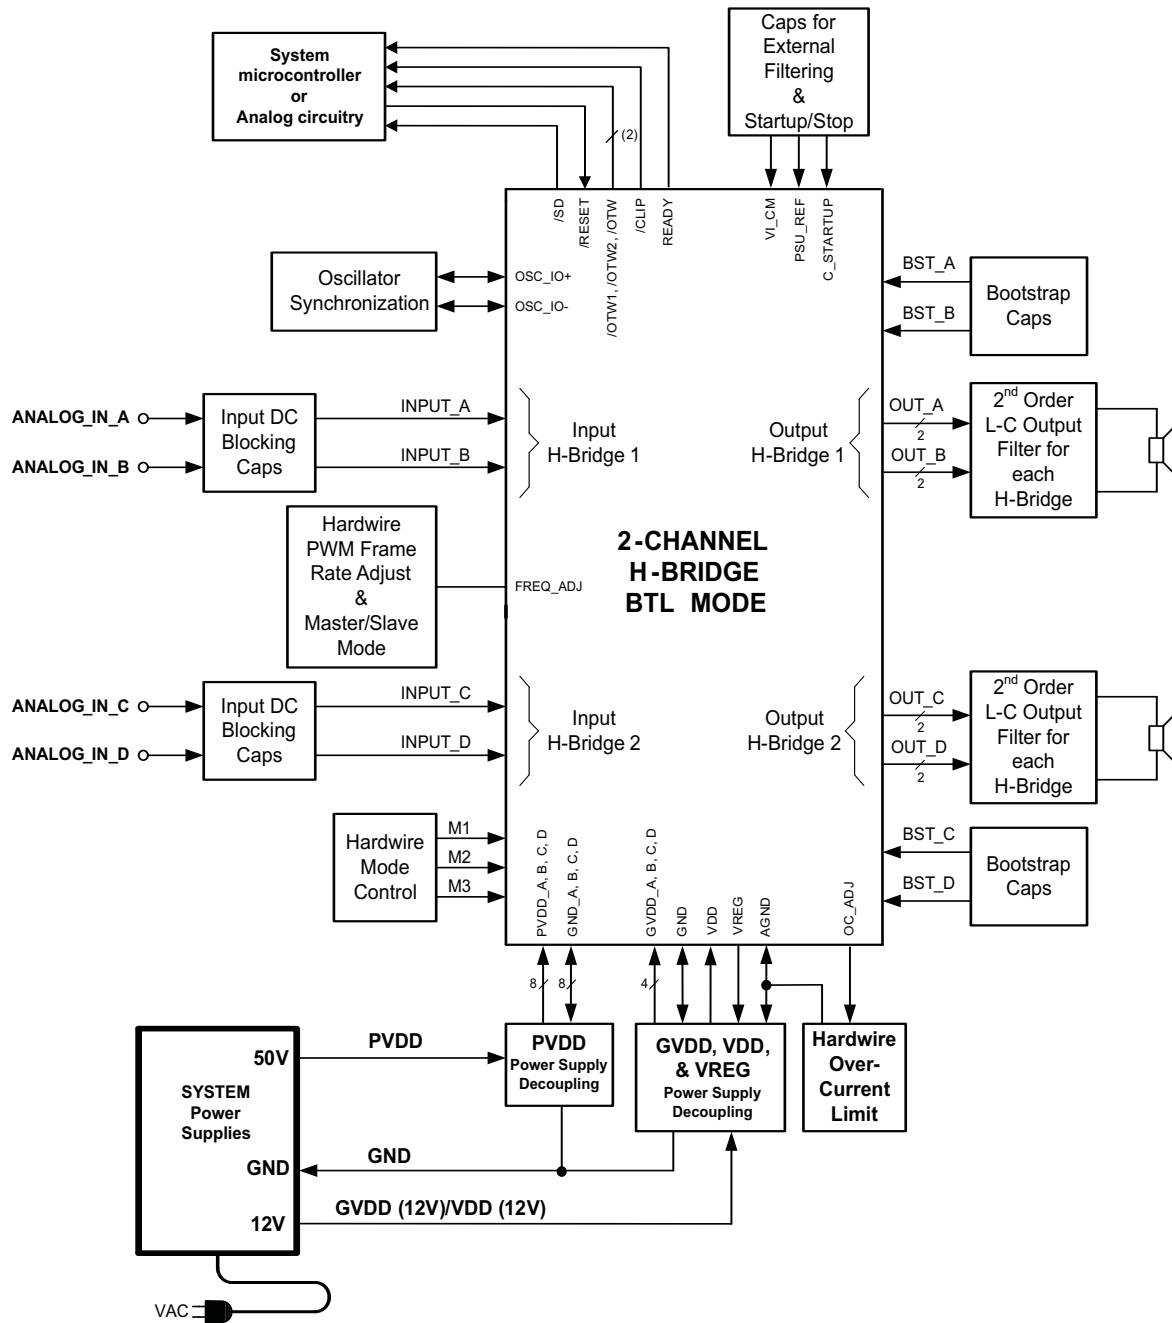 System
microcontroller
or
Analog circuitry
(2)
Caps for
External
Filtering
&
Startup/Stop
/SD
/RESET
/OTW1, /OTW2, /OTW
/CLIP
READY
VI_CM
PSU_REF
C_STARTUP
Oscillator
Synchronization
OSC_IO+
OSC_IO-
BST_A
BST_B
Bootstrap
Caps
ANALOG_IN_A
ANALOG_IN_B
Input DC
Blocking
Caps
INPUT_A
INPUT_B
Input
H-Bridge 1
Output
H-Bridge 1
OUT_A
2
OUT_B
2
2nd Order
L-C Output
Filter for
each
H-Bridge
Hardwire
PWM Frame
Rate Adjust
&
Master/Slave
Mode
FREQ_ADJ
2-CHANNEL
H-BRIDGE
BTL MODE
ANALOG_IN_C
ANALOG_IN_D
Input DC
Blocking
Caps
INPUT_C
INPUT_D
Input
H-Bridge 2
Output
H-Bridge 2
OUT_C
2
OUT_D
2
2nd Order
L-C Output
Filter for
each
H-Bridge
Hardwire
Mode
Control
M1
M2
M3
PVDD_A, B, C, D
GND_A, B, C, D
GVDD_A, B, C, D
GND
VDD
VREG
AGND
OC_ADJ
BST_C
BST_D
Bootstrap
Caps
8
8
4
PVDD
Power Supply
Decoupling
GVDD, VDD,
& VREG
Power Supply
Decoupling
Hardwire
Over-
Current
Limit
SYSTEM
Power
Supplies
50V
GND
12V
PVDD
GND
GVDD (12V)/VDD (12V)
VAC